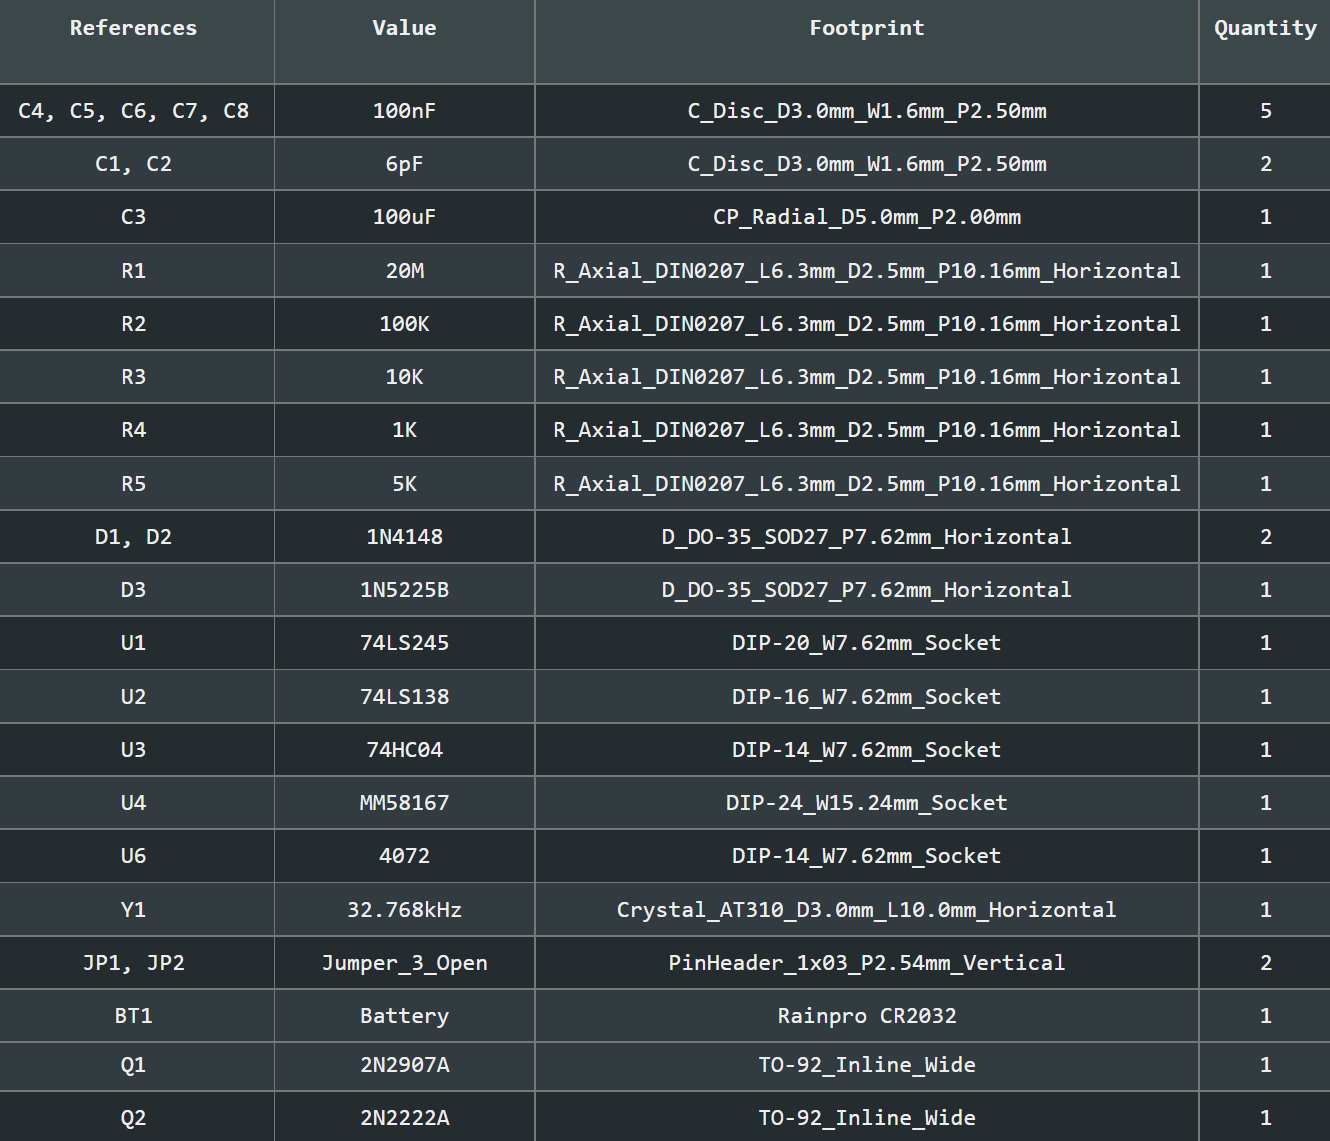 References Value Footprint Quantity
C4, C5, C6, C7, C8 100nF C_Disc_D3.0mm_W1.6mm_P2.50mm 5
C1, C2 6pF C_Disc_D3.0mm_W1.6mm_P2.50mm 2
C3 100uF CP_Radial_D5.0mm_P2.00mm 1
R1 20M R_Axial_DIN0207_L6.3mm_D2.5mm_P10.16mm_Horizontal 1
R2 100K R_Axial_DIN0207_L6.3mm_D2.5mm_P10.16mm_Horizontal 1
R3 10K R_Axial_DIN0207_L6.3mm_D2.5mm_P10.16mm_Horizontal 1
R4 1K R_Axial_DIN0207_L6.3mm_D2.5mm_P10.16mm_Horizontal 1
R5 5K R_Axial_DIN0207_L6.3mm_D2.5mm_P10.16mm_Horizontal 1
D1, D2 1N4148 D_DO-35_SOD27_P7.62mm_Horizontal 2
D3 1N5225B D_DO-35_SOD27_P7.62mm_Horizontal 1
U1 74LS245 DIP-20_W7.62mm_Socket 1
U2 74LS138 DIP-16_W7.62mm_Socket 1
U3 74HC04 DIP-14_W7.62mm_Socket 1
U4 MM58167 DIP-24_W15.24mm_Socket 1
U6 4072 DIP-14_W7.62mm_Socket 1
Y1 32.768kHz Crystal_AT310_D3.0mm_L10.0mm_Horizontal 1
JP1, JP2 Jumper_3_Open PinHeader_1x03_P2.54mm_Vertical 2
BT1 Battery Rainpro CR2032 1
Q1 2N2907A TO-92_Inline_Wide 1
Q2 2N2222A TO-92_Inline_Wide 1